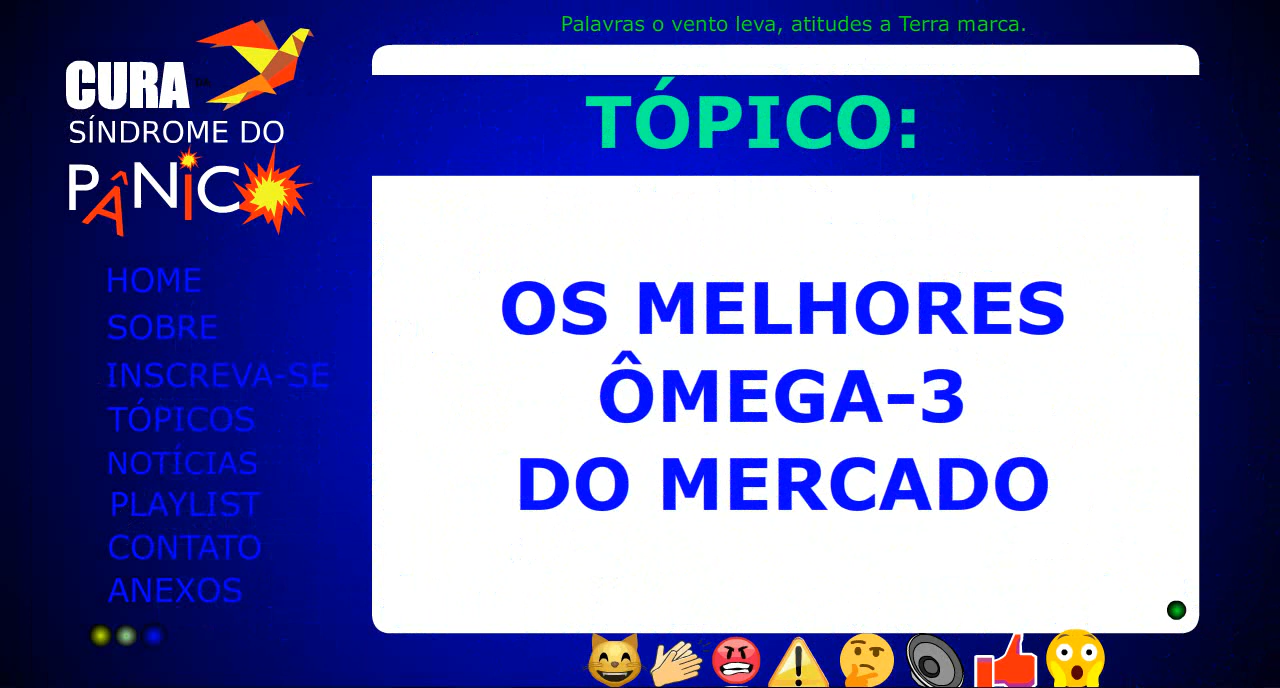 Palavras o vento leva, atitudes a Terra marca.
CURA
SÍNDROME DO
PÂNICO
HOME
SOBRE
INSCREVA-SE
TÓPICOS
NOTÍCIAS
PLAYLIST
CONTATO
ANEXOS
TÓPICO:
OS MELHORES
ÔMEGA-3
DO MERCADO